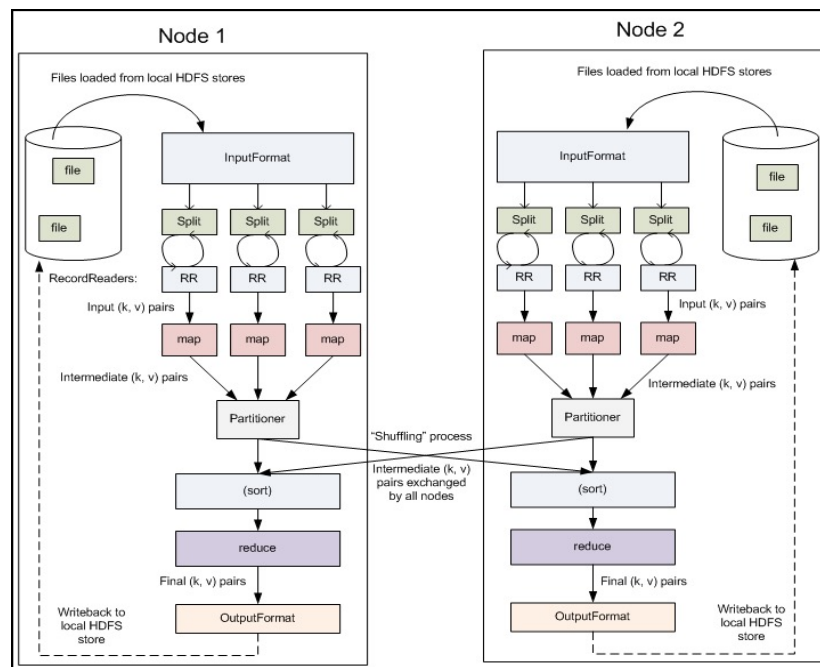 Node 1
Files loaded from local HDFS stores
InputFormat
file
file
Split
Split
Split
RecordReaders:
RR
RR
RR
Input (k, v) pairs
map
map
map
Intermediate (k, v) pairs
Partitioner
(sort)
reduce
Final (k, v) pairs
Writeback to
local HDFS
store
OutputFormat
"Shuffling" process
Intermediate (k, v)
pairs exchanged
by all nodes
Node 2
Files loaded from local HDFS stores
InputFormat
file
file
Split
Split
Split
RR
RR
RR
Input (k, v) pairs
map
map
map
Intermediate (k, v) pairs
Partitioner
(sort)
reduce
Final (k, v) pairs
OutputFormat
Writeback to
local HDFS
store